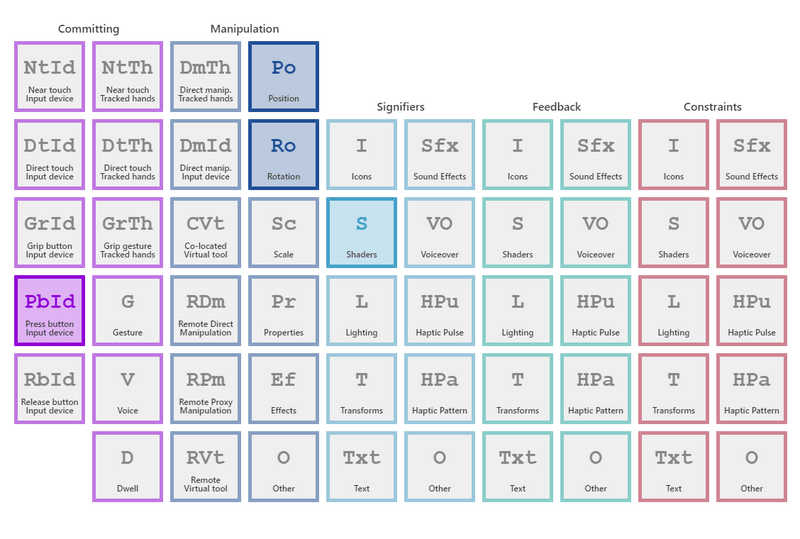 Committing Manipulation
NtId NtTh DmTh Po
Near touch Near touch Direct manip. Position
Input device Tracked hands Tracked hands
Signifiers Feedback Constraints
DtId DtTh DmId Ro I Sfx I Sfx I Sfx
Direct touch Direct touch Direct manip. Rotation Icons Sound Effects Icons Sound Effects Icons Sound Effects
Input device Tracked hands Input device
GrId GrTh CVt Sc S VO S VO S VO
Grip button Grip gesture Co-located Scale Shaders Voiceover Shaders Voiceover Shaders Voiceover
Input device Tracked hands Virtual tool
PbId G RDm Pr L HPu L HPu L HPu
Press button Gesture Remote Direct Properties Lighting Haptic Pulse Lighting Haptic Pulse Lighting Haptic Pulse
Input device Manipulation
RbId V RPm Ef T HPa T HPa T HPa
Release button Voice Remote Proxy Effects Transforms Haptic Pattern Transforms Haptic Pattern Transforms Haptic Pattern
Input device Manipulation
D RVt O Txt O Txt O Txt O
Dwell Remote Other Text Other Text Other Text Other
Virtual tool